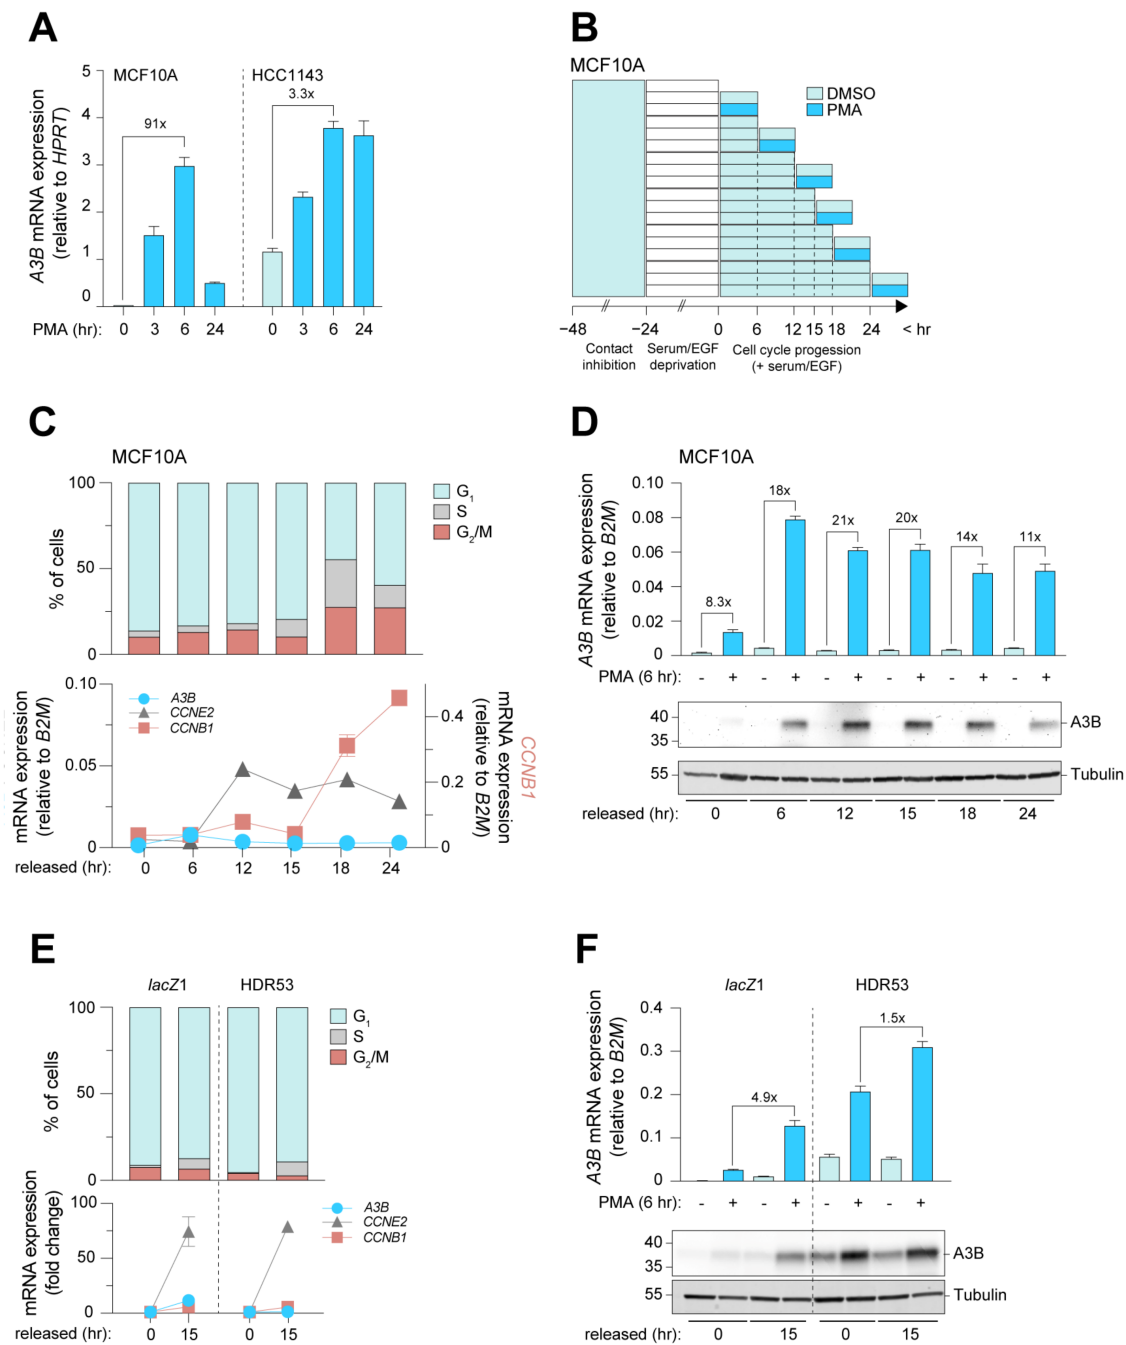 A
MCF10A
HCC1143
A3B mRNA expression
(relative to HPRT)
5
4
3
2
1
0
91x
3.3x
PMA (hr):
0 3 6 24 0 3 6 24
B
MCF10A
DMSO
PMA
−48 −24 0 6 12 15 18 24 < hr
Contact
inhibition
Serum/EGF
deprivation
Cell cycle progession
(+ serum/EGF)
C
MCF10A
% of cells
100
50
0
G1
S
G2/M
mRNA expression
(relative to B2M)
0.10
0.05
0
A3B
CCNE2
CCNB1
0.4
0.2
0
CCNB1
mRNA expression
(relative to B2M)
released (hr): 0 6 12 15 18 24
D
MCF10A
A3B mRNA expression
(relative to B2M)
0.10
0.08
0.06
0.04
0.02
0
8.3x
18x
21x
20x
14x
11x
PMA (6 hr): - + - + - + - + - + - +
40
35
A3B
55
Tubulin
released (hr): 0 6 12 15 18 24
E
lacZ1
HDR53
% of cells
100
50
0
G1
S
G2/M
mRNA expression
(fold change)
100
50
0
A3B
CCNE2
CCNB1
released (hr): 0 15 0 15
F
lacZ1
HDR53
A3B mRNA expression
(relative to B2M)
0.4
0.3
0.2
0.1
0
4.9x
1.5x
PMA (6 hr): - + - + - + - +
40
35
A3B
55
Tubulin
released (hr): 0 15 0 15